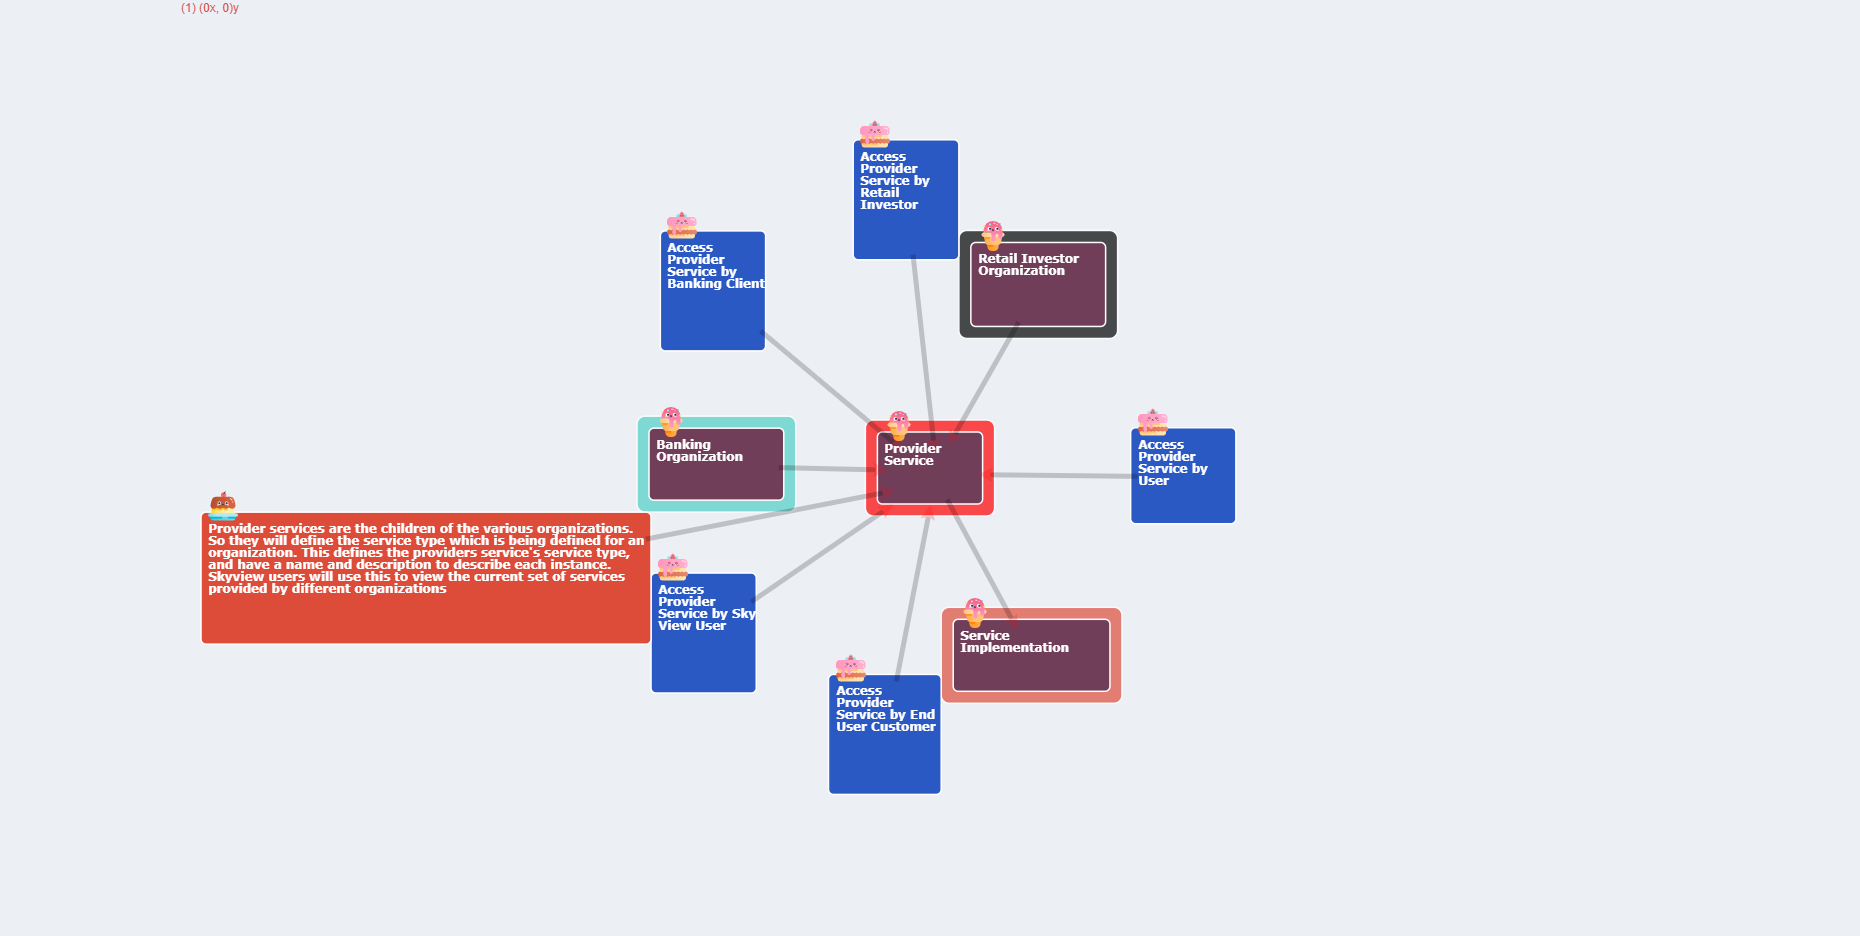 (1) (0x, 0)y
Access
Provider
Service by
Retail
Investor
Access
Provider
Service by
Banking Client
Retail Investor
Organization
Banking
Organization
Provider
Service
Access
Provider
Service by
User
Provider services are the children of the various organizations.
So they will define the service type which is being defined for an
organization. This defines the providers service's service type,
and have a name and description to describe each instance.
Skyview users will use this to view the current set of services
provided by different organizations
Access
Provider
Service by Sky
View User
Service
Implementation
Access
Provider
Service by End
User Customer